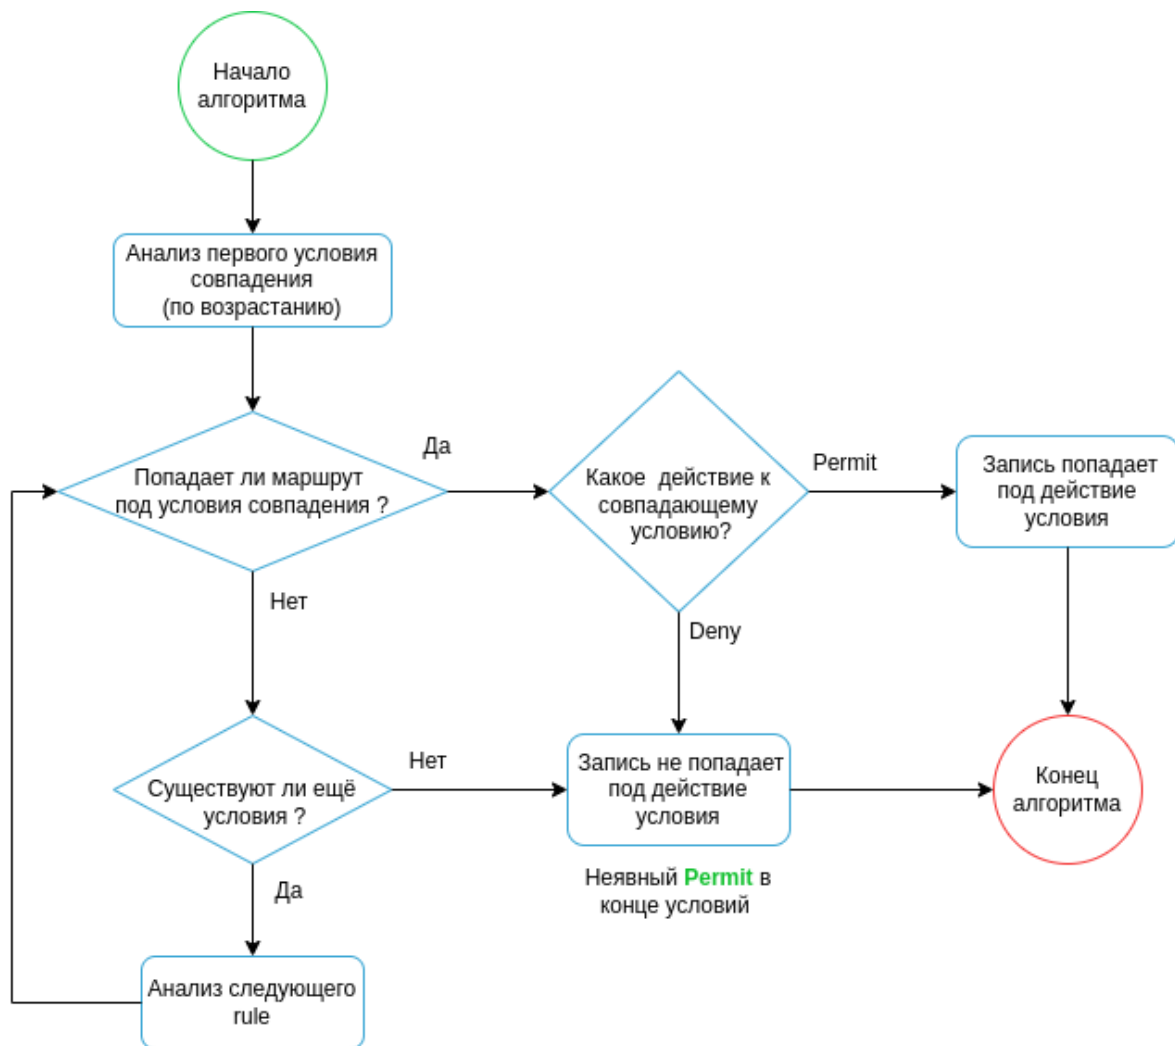 Начало
алгоритма
Анализ первого условия
совпадения
(по возрастанию)
Попадает ли маршрут
под условия совпадения ?
Да
Какое действие к
совпадающему
условию?
Permit
Запись попадает
под действие
условия
Нет
Deny
Существуют ли ещё
условия ?
Нет
Запись не попадает
под действие
условия
Конец
алгоритма
Неявный Permit в
конце условий
Да
Анализ следующего
rule